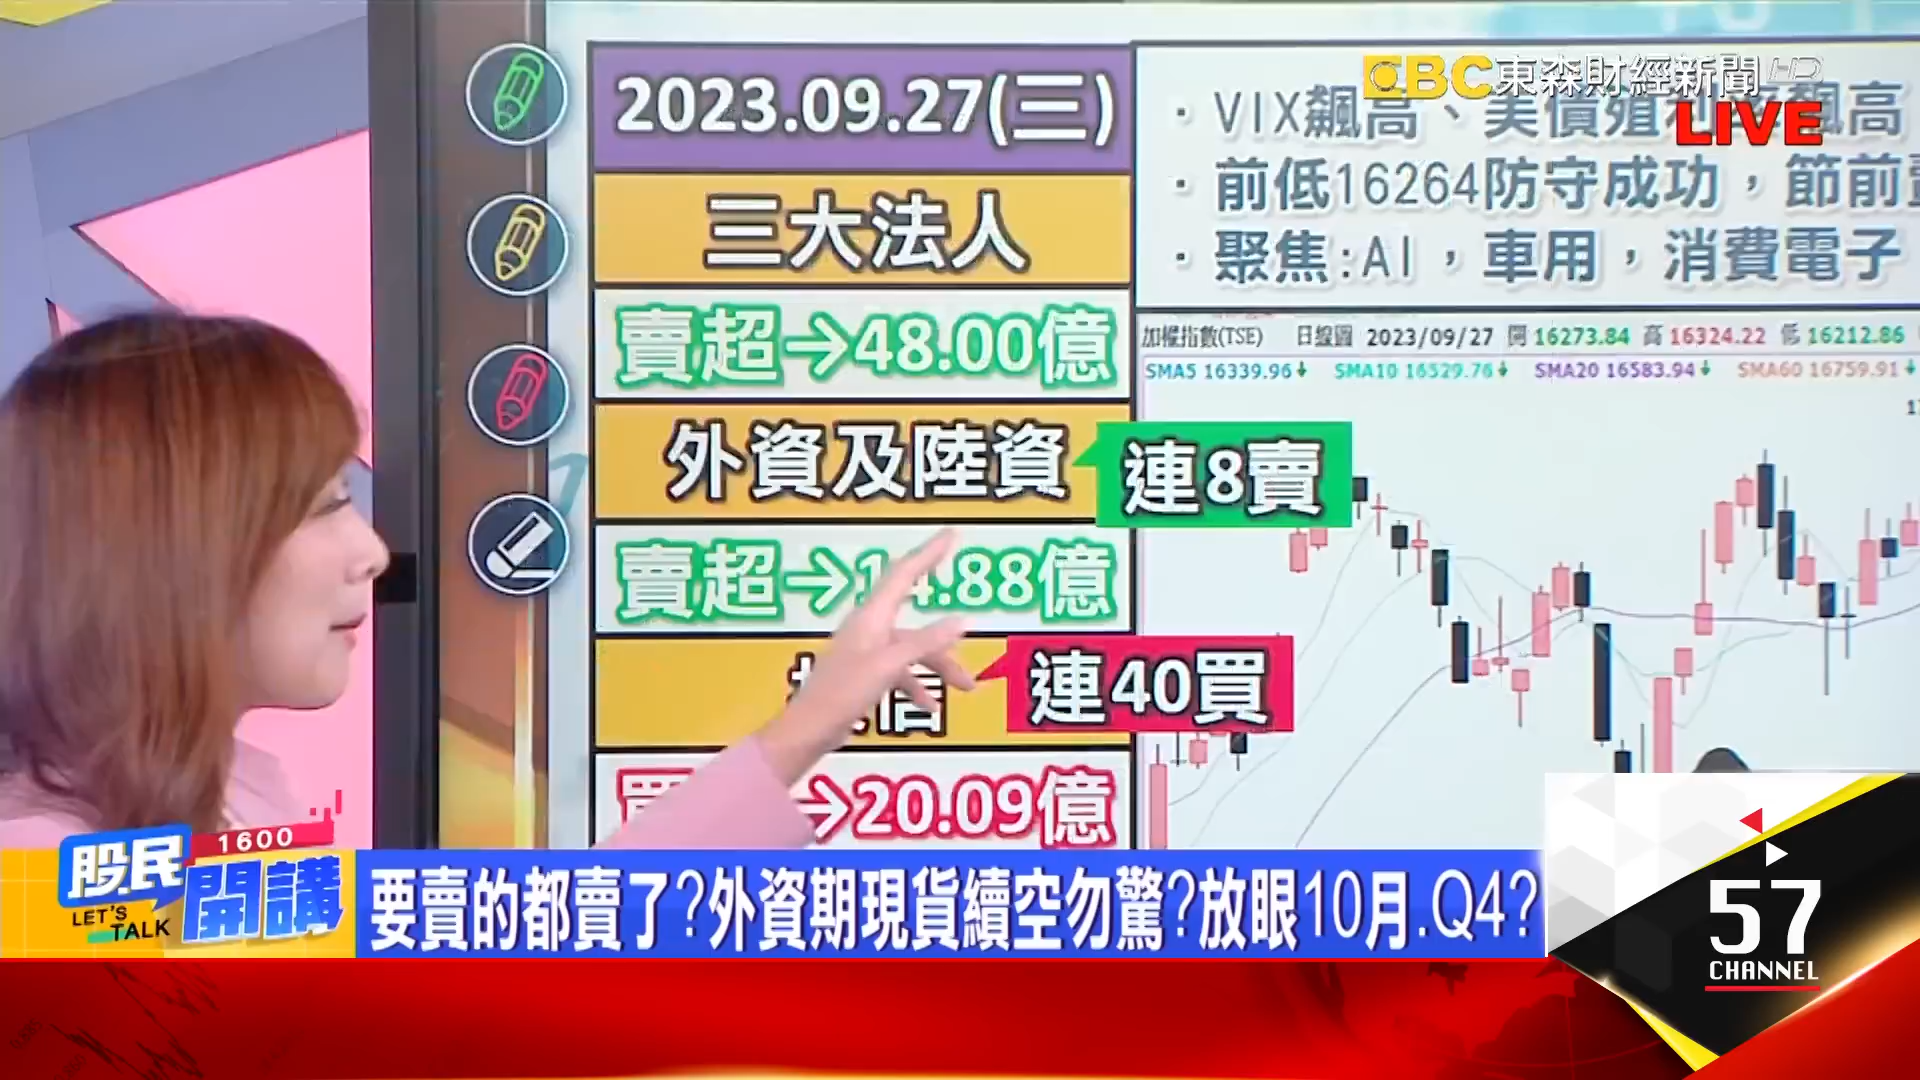 2023.09.27(三)
三大法人
賣超→48.00億
外資及陸資
連8賣
賣超→14.88億
信
連40買
→20.09億
EBC東森財經新聞HD
LIVE
·VIX飆高、美債殖利 飆高
·前低16264防守成功，節前
·聚焦:AI，車用，消費電子
加權指數(TSE) 日線圖 2023/09/27 開 16273.84 高 16324.22 低 16212.86
SMA5 16339.96↓ SMA10 16529.76↓ SMA20 16583.94↓ SMA60 16759.91↓
股民
1600
開講
LET'S
TALK
要賣的都賣了?外資期現貨續空勿驚?放眼10月.Q4?
57
CHANNEL